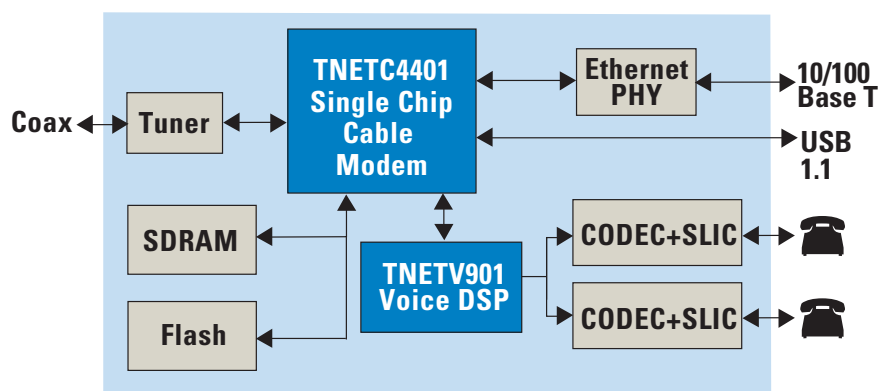 TNETC4401
Single Chip
Cable
Modem
Ethernet
PHY
10/100
Base T
Coax
Tuner
USB
1.1
SDRAM
CODEC+SLIC
TNETV901
Voice DSP
Flash
CODEC+SLIC